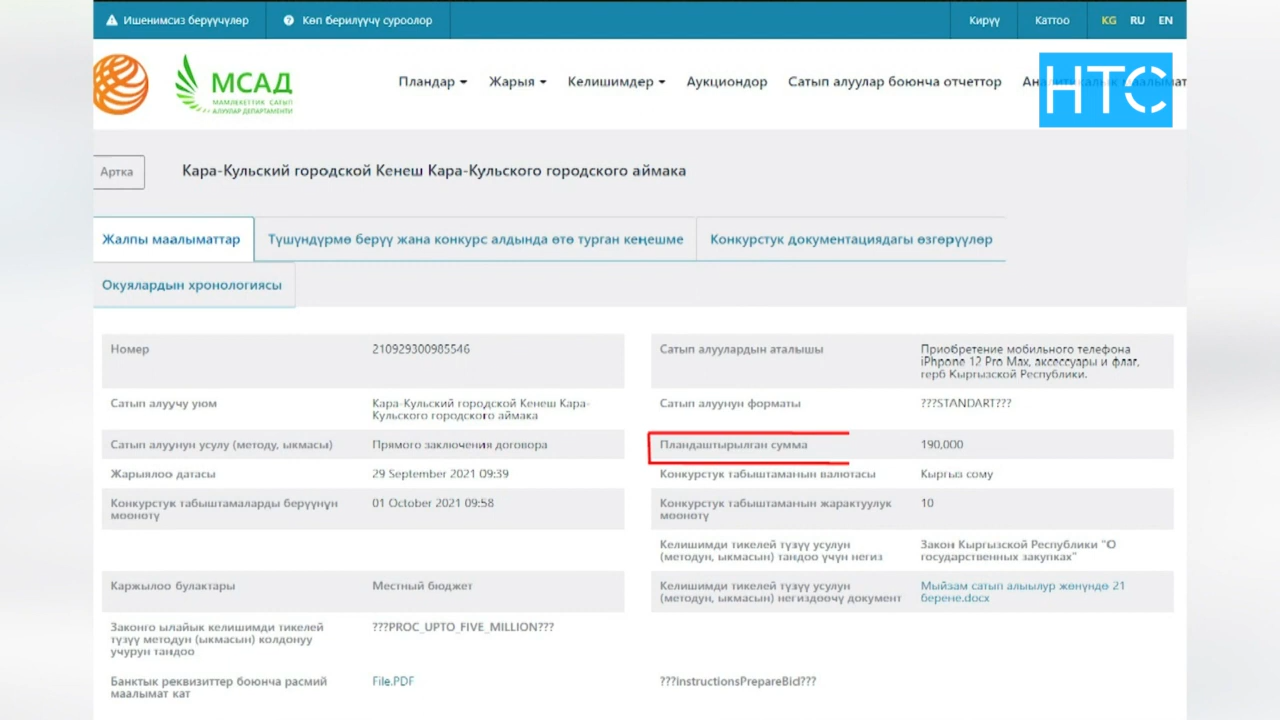 Ишенимсиз берүүчүлөр
Көп берилүүчү суроолор
Кирүү
Каттоо
KG RU EN
МСАД
МАМЛЕКЕТТИК САТЫП
АЛУУЛАР ДЕПАРТАМЕНТИ
Пландар
Жарыя
Келишимдер
Аукциондор
Сатып алуулар боюнча отчеттор
НТС
Артка
Кара-Кульский городской Кенеш Кара-Кульского городского аймака
Жалпы маалыматтар
Түшүндүрмө берүү жана конкурс алдында өтө турган кеңешме
Конкурстук документациядагы өзгөрүүлөр
Окуялардын хронологиясы
Номер
210929300985546
Сатып алуулардын аталышы
Приобретение мобильного телефона
iPhpone 12 Pro Max, аксессуары и флаг,
герб Кыргызской Республики.
Сатып алуучу уюм
Кара-Кульский городской Кенеш Кара-
Кульского городского аймака
Сатып алуунун форматы
???STANDART???
Сатып алуунун усулу (методу, ыкмасы)
Прямого заключения договора
Пландаштырылган сумма
190,000
Жарыялоо датасы
29 September 2021 09:39
Конкурстук табыштаманын валютасы
Кыргыз сому
Конкурстук табыштамаларды берүүнүн
мөөнөтү
01 October 2021 09:58
Конкурстук табыштаманын жарактуулук
мөөнөтү
10
Келишимди тикелей түзүү усулун
(методун, ыкмасын) тандоо үчүн негиз
Закон Кыргызской Республики "О
государственных закупках"
Каржылоо булактары
Местный бюджет
Келишимди тикелей түзүү усулун
(методун, ыкмасын) негиздөөчү документ
Мыйзам сатып алыылур жөнүндө 21
берене.docx
Законго ылайык келишимди тикелей
түзүү методун (ыкмасын) колдонуу
учурун тандоо
???PROC_UPTO_FIVE_MILLION???
Банктык реквизиттер боюнча расмий
маалымат кат
File.PDF
???instructionsPrepareBid???